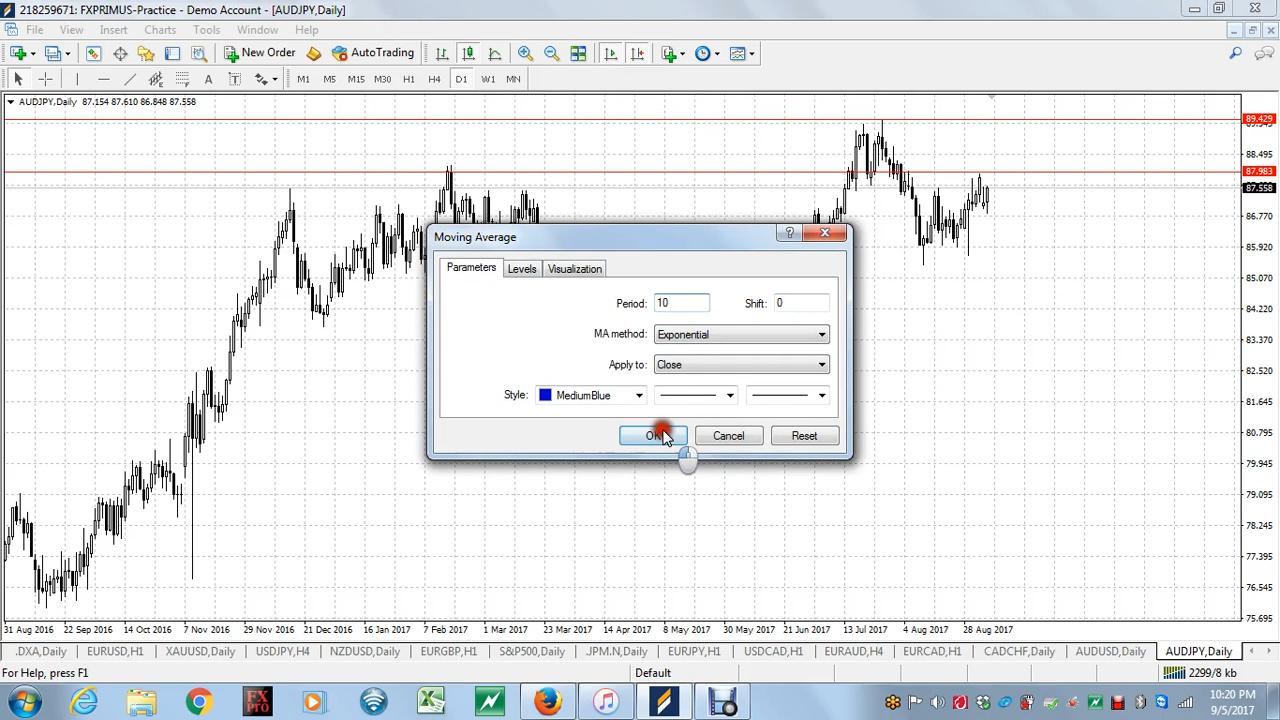 218259671: FXPRIMUS-Practice - Demo Account - [AUDJPY,Daily]
File View Insert Charts Tools Window Help
New Order AutoTrading
A T M1 M5 M15 M30 H1 H4 D1 W1 MN
AUDJPY,Daily 87.154 87.610 86.848 87.558
89.429
88.495
87.983
87.558
86.770
85.920
85.070
84.220
83.370
82.520
81.645
80.795
79.945
79.095
78.245
77.395
76.545
75.695
Moving Average
?
Parameters Levels Visualization
Period: 10 Shift: 0
MA method: Exponential
Apply to: Close
Style: MediumBlue
OK Cancel Reset
31 Aug 2016 22 Sep 2016 14 Oct 2016 7 Nov 2016 29 Nov 2016 21 Dec 2016 16 Jan 2017 7 Feb 2017 1 Mar 2017 23 Mar 2017 14 Apr 2017 8 May 2017 30 May 2017 21 Jun 2017 13 Jul 2017 4 Aug 2017 28 Aug 2017
.DXA,Daily EURUSD,H1 XAUUSD,Daily USDJPY,H4 NZDUSD,Daily EURGBP,H1 S&P500,Daily JPM.N,Daily EURJPY,H1 USDCAD,H1 EURAUD,H4 EURCAD,H1 CADCHF,Daily AUDUSD,Daily AUDJPY,Daily
For Help, press F1 Default 2299/8 kb
FX PRO
10:20 PM
9/5/2017